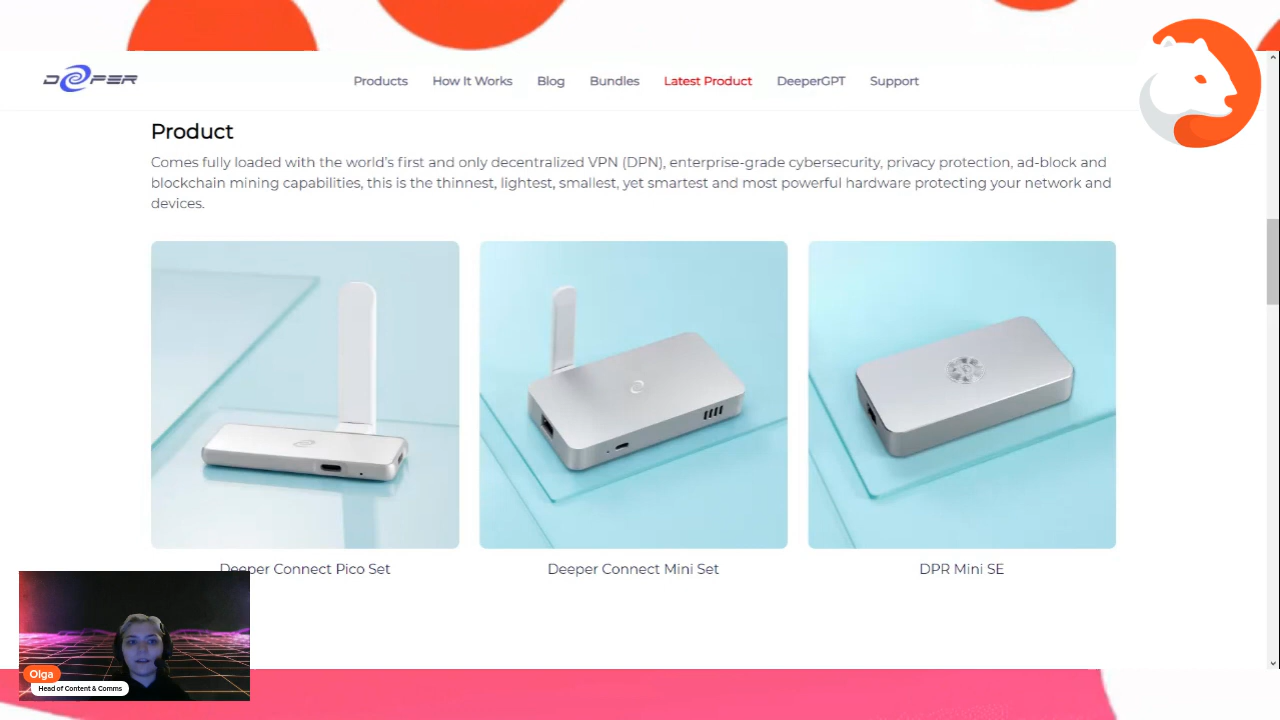 DEEPER
Products How It Works Blog Bundles Latest Product DeeperGPT Support
Product
Comes fully loaded with the world's first and only decentralized VPN (DPN), enterprise-grade cybersecurity, privacy protection, ad-block and
blockchain mining capabilities, this is the thinnest, lightest, smallest, yet smartest and most powerful hardware protecting your network and
devices.
Deeper Connect Pico Set
Deeper Connect Mini Set
DPR Mini SE
Olga
Head of Content & Comms